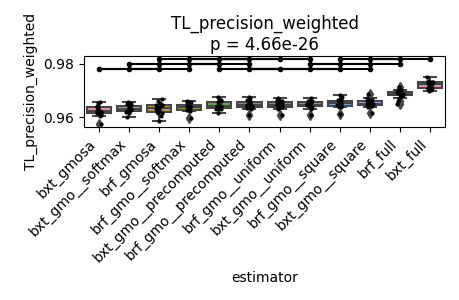 TL_precision_weighted
p = 4.66e-26
TL_precision_weighted
0.98
0.96
bxt_gmosa
bxt_gmo__softmax
brf_gmosa
brf_gmo__softmax
bxt_gmo__precomputed
brf_gmo__precomputed
brf_gmo__uniform
bxt_gmo__uniform
brf_gmo__square
bxt_gmo__square
brf_full
bxt_full
estimator